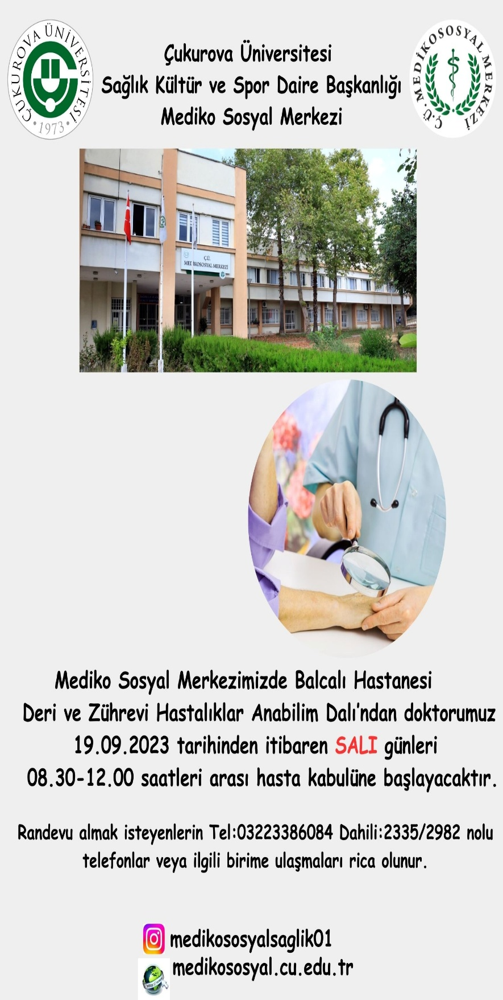 ÇUKUROVA ÜNİVERSİTESİ
• 1973 •
Ç.Ü. MEDİKOSOSYAL MERKEZİ
Çukurova Üniversitesi
Sağlık Kültür ve Spor Daire Başkanlığı
Mediko Sosyal Merkezi
Ç.Ü.
MEDİKOSOSYAL MERKEZİ
Mediko Sosyal Merkezimizde Balcalı Hastanesi
Deri ve Zührevi Hastalıklar Anabilim Dalı'ndan doktorumuz
19.09.2023 tarihinden itibaren SALI günleri
08.30-12.00 saatleri arası hasta kabulüne başlayacaktır.
Randevu almak isteyenlerin Tel:03223386084 Dahili:2335/2982 nolu
telefonlar veya ilgili birime ulaşmaları rica olunur.
medikososyalsaglik01
medikososyal.cu.edu.tr